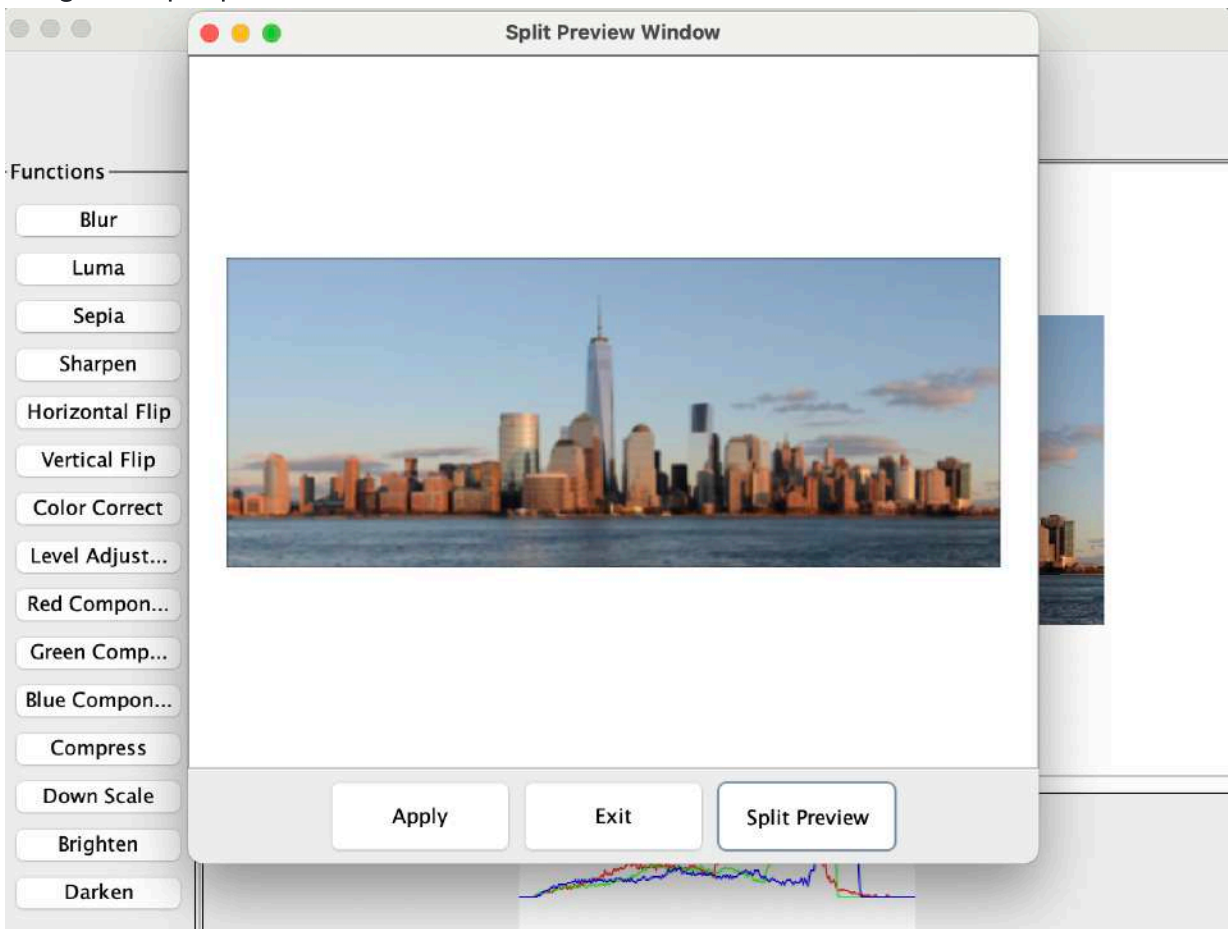 Split Preview Window
Functions
Blur
Luma
Sepia
Sharpen
Horizontal Flip
Vertical Flip
Color Correct
Level Adjust...
Red Compon...
Green Comp...
Blue Compon...
Compress
Down Scale
Brighten
Darken
Apply
Exit
Split Preview